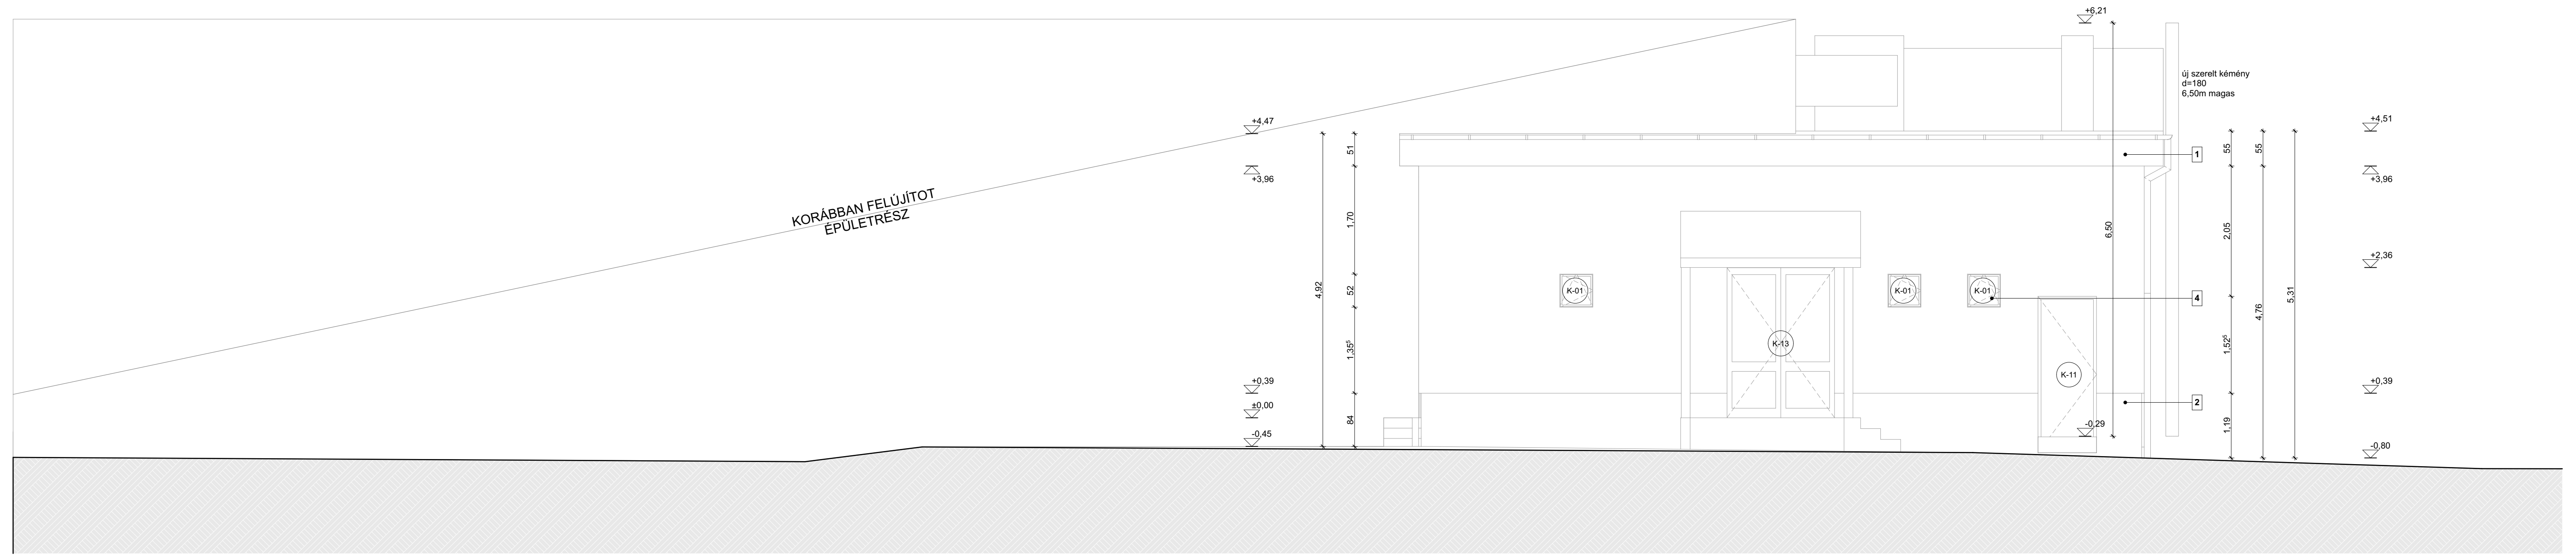 +6,21
új szerelt kémény
d=180
6,50m magas
+4,47
+4,51
51
55
55
1
+3,96
+3,96
KORÁBBAN FELÚJÍTOT
ÉPÜLETRÉSZ
1,70
6,50
2,05
+2,36
4,92
52
K-01
K-01
K-01
4
5,31
4,76
1,35⁵
K-13
1,52⁵
K-11
+0,39
+0,39
±0,00
2
84
-0,29
1,19
-0,45
-0,80